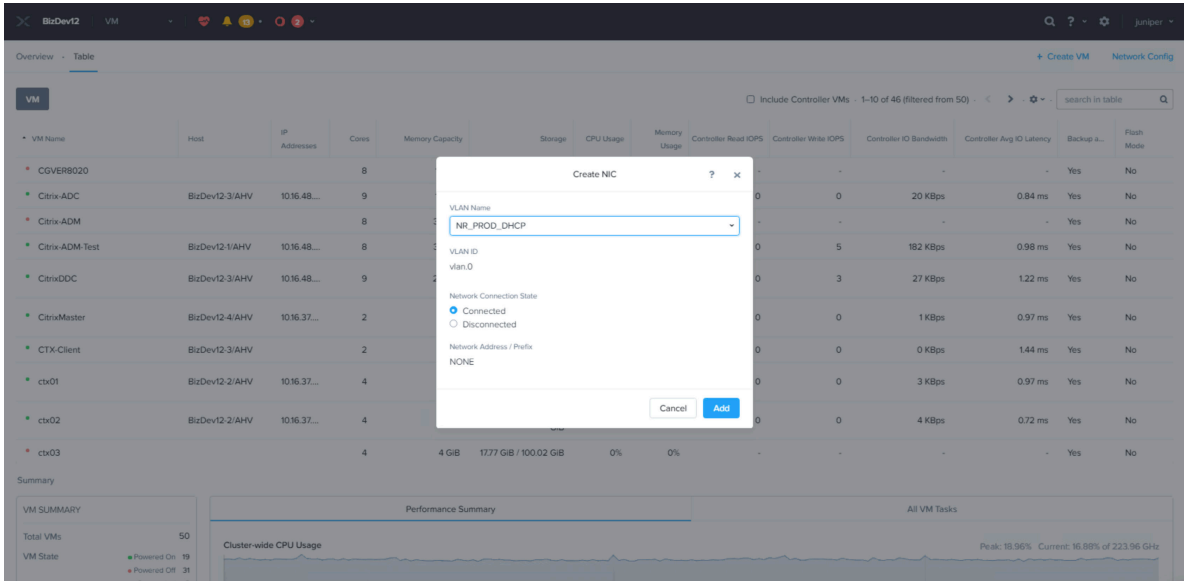 BizDev12 VM 2 ? juniper
Overview · Table + Create VM Network Config
VM Include Controller VMs · 1–10 of 46 (filtered from 50) · < > · search in table
VM Name Host IP Addresses Cores Memory Capacity Storage CPU Usage Memory Usage Controller Read IOPS Controller Write IOPS Controller IO Bandwidth Controller Avg IO Latency Backup a... Flash Mode
CGVER8020 8 - - - - Yes No
Citrix-ADC BizDev12-3/AHV 10.16.48.... 9 0 0 20 KBps 0.84 ms Yes No
Citrix-ADM 8 - - - Yes No
Citrix-ADM-Test BizDev12-1/AHV 10.16.48.... 8 0 5 182 KBps 0.98 ms Yes No
CitrixDDC BizDev12-3/AHV 10.16.48.... 9 0 3 27 KBps 1.22 ms Yes No
CitrixMaster BizDev12-4/AHV 10.16.37.... 2 0 0 1 KBps 0.97 ms Yes No
CTX-Client BizDev12-3/AHV 2 0 0 0 KBps 1.44 ms Yes No
ctx01 BizDev12-2/AHV 10.16.37.... 4 0 0 3 KBps 0.97 ms Yes No
ctx02 BizDev12-2/AHV 10.16.37.... 4 0 0 4 KBps 0.72 ms Yes No
ctx03 4 4 GiB 17.77 GiB / 100.02 GiB 0% 0% - - - - Yes No
Create NIC ? ×
VLAN Name
NR_PROD_DHCP
VLAN ID
vlan.0
Network Connection State
Connected
Disconnected
Network Address / Prefix
NONE
Cancel Add
Summary
VM SUMMARY Performance Summary All VM Tasks
Total VMs 50
Cluster-wide CPU Usage Peak: 18.96% Current: 16.88% of 223.96 GHz
VM State Powered On 19
Powered Off 31